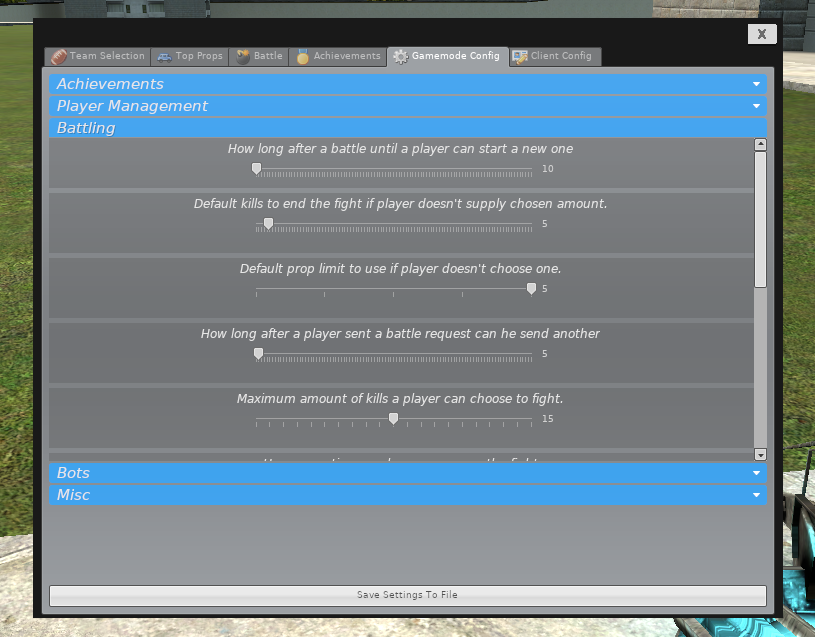 X
Team Selection
Top Props
Battle
Achievements
Gamemode Config
Client Config
Achievements
Player Management
Battling
How long after a battle until a player can start a new one
10
Default kills to end the fight if player doesn't supply chosen amount.
5
Default prop limit to use if player doesn't choose one.
5
How long after a player sent a battle request can he send another
5
Maximum amount of kills a player can choose to fight.
15
Bots
Misc
Save Settings To File